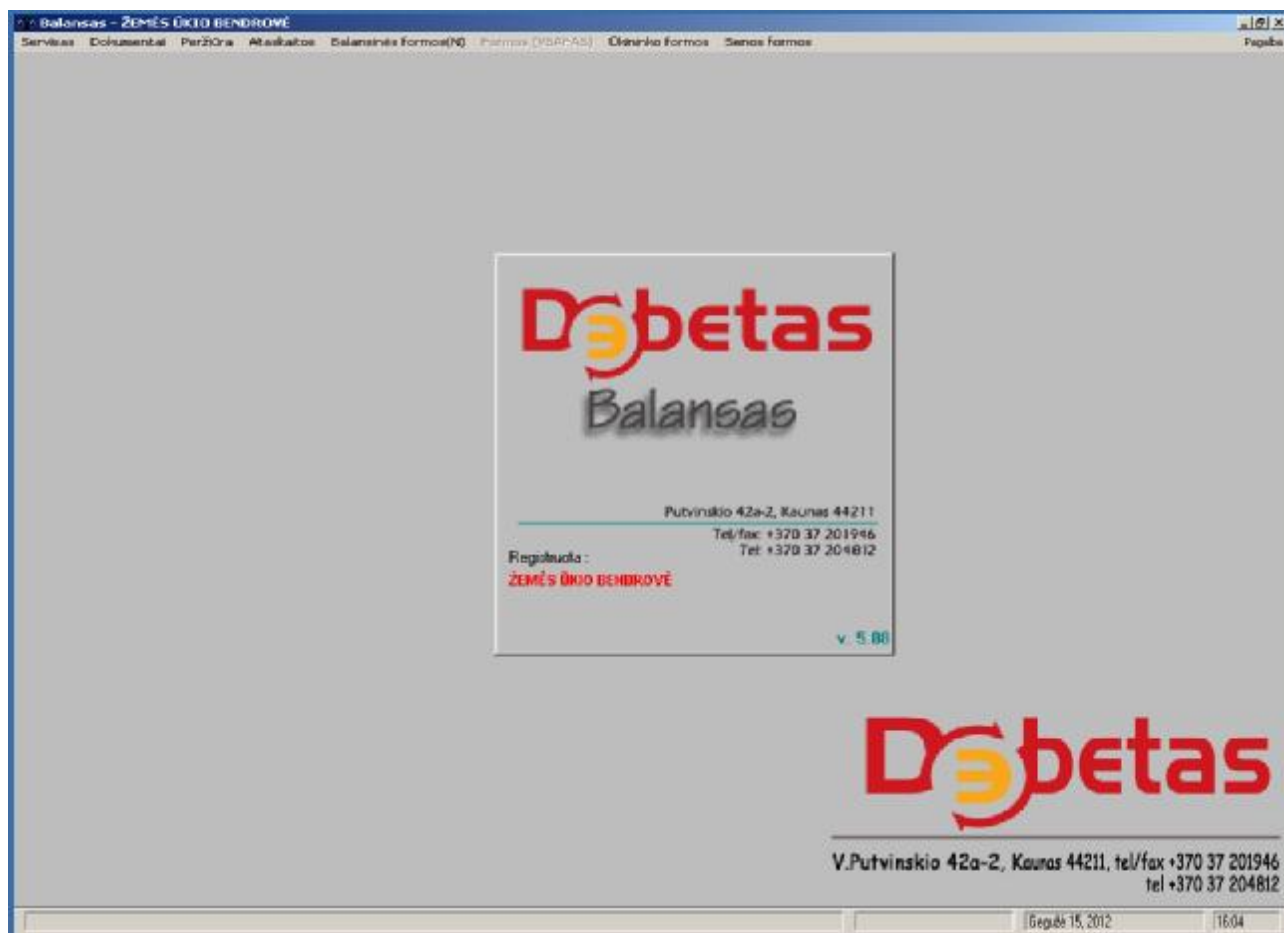 Balansas - ŽEMĖS ŪKIO BENDROVĖ
Servisas Dokumentai Peržiūra Ataskaitos Balansinės formos(N) Formos (VSAFAS) Ūkininko formos Senos formos Pagalba
Debetas
Balansas
Putvinskio 42a-2, Kaunas 44211
Tel/fax: +370 37 201946
Tel: +370 37 204812
Registruota :
ŽEMĖS ŪKIO BENDROVĖ
v. 5.88
Debetas
V.Putvinskio 42a-2, Kaunas 44211, tel/fax +370 37 201946
tel +370 37 204812
Gegužė 15, 2012 16:04